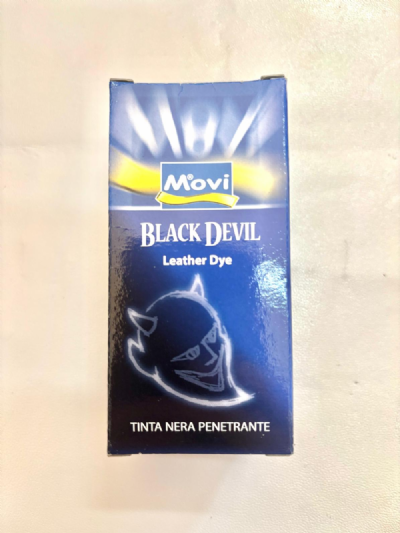 Movi
BLACK DEVIL
Leather Dye
TINTA NERA PENETRANTE